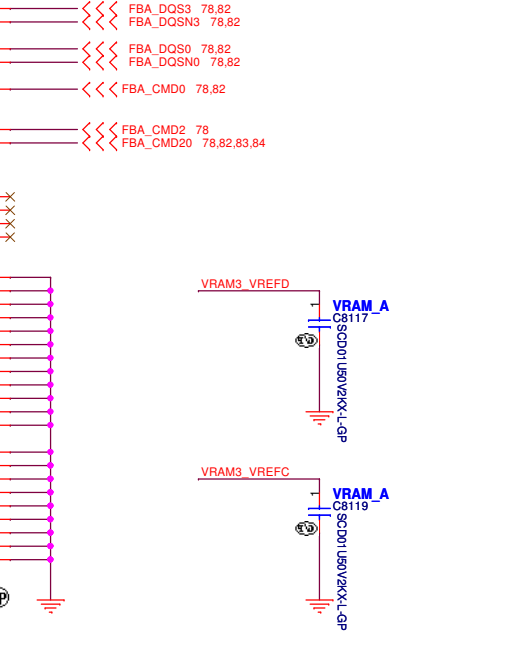 FBA_DQS3 78,82
FBA_DQSN3 78,82
FBA_DQS0 78,82
FBA_DQSN0 78,82
FBA_CMD0 78,82
FBA_CMD2 78
FBA_CMD20 78,82,83,84
VRAM3_VREFD
1
VRAM_A
C8117
SCD01U50V2KX-L-GP
VRAM3_VREFC
1
VRAM_A
C8119
SCD01U50V2KX-L-GP